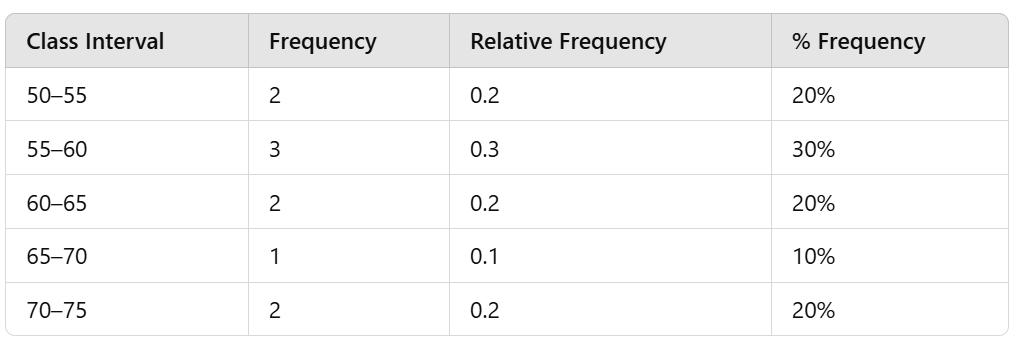 Class Interval Frequency Relative Frequency % Frequency
50–55 2 0.2 20%
55–60 3 0.3 30%
60–65 2 0.2 20%
65–70 1 0.1 10%
70–75 2 0.2 20%